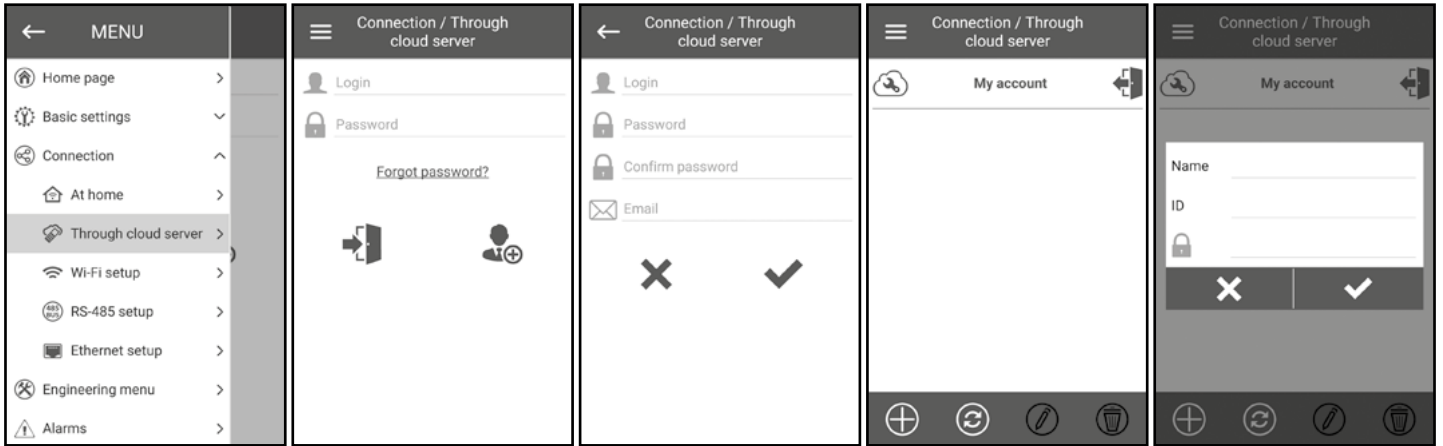 MENU
Home page
Basic settings
Connection
At home
Through cloud server
Wi-Fi setup
485
BUS
RS-485 setup
Ethernet setup
Engineering menu
Alarms
Connection / Through
cloud server
Login
Password
Forgot password?
Connection / Through
cloud server
Login
Password
Confirm password
Email
Connection / Through
cloud server
My account
Connection / Through
cloud server
My account
Name
ID